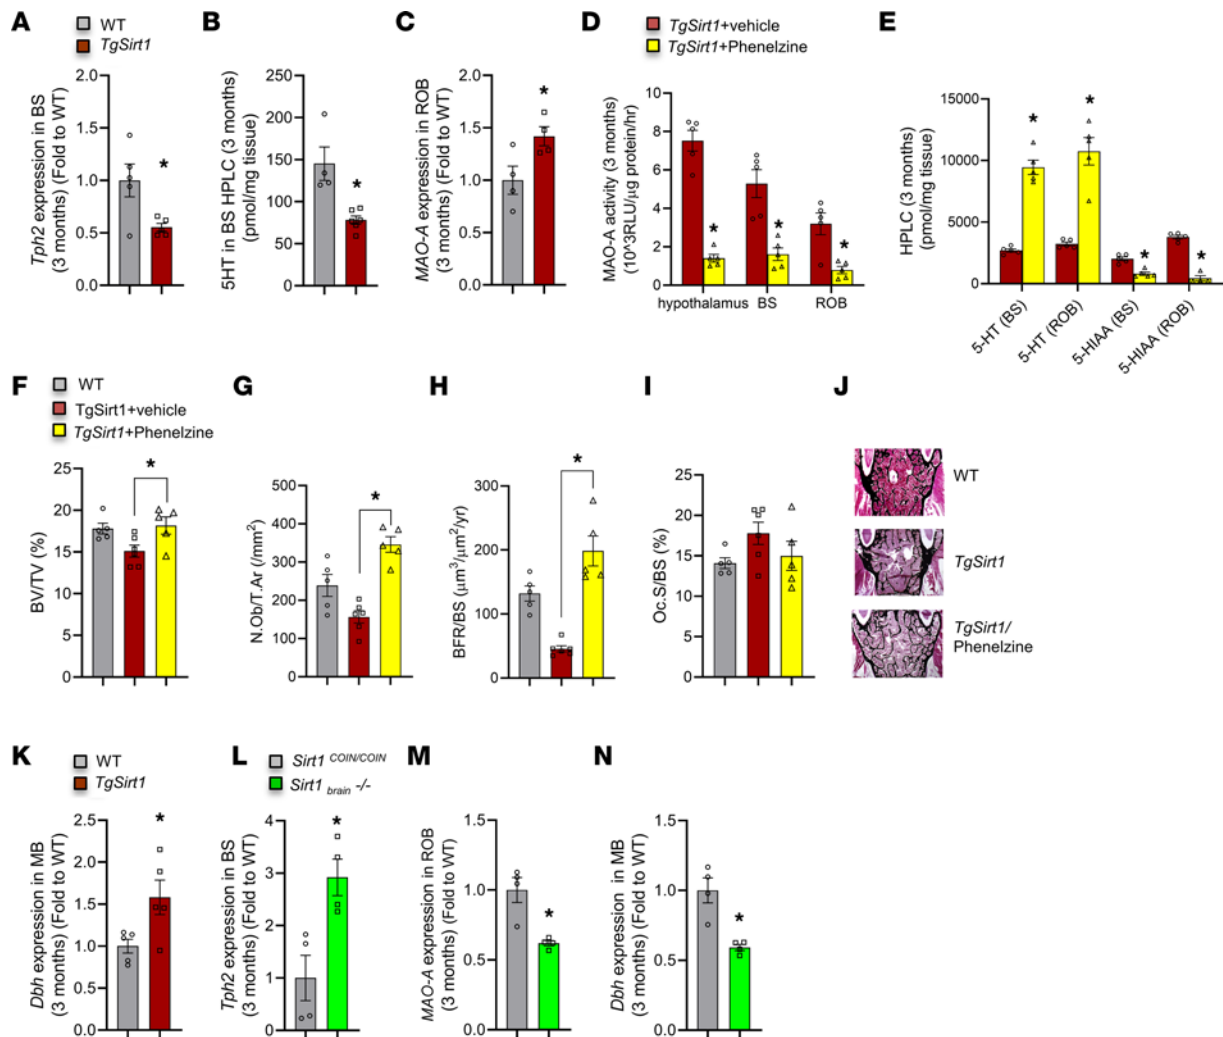 A
WT
TgSirt1
Tph2 expression in BS
(3 months) (Fold to WT)
2.0
1.5
1.0
0.5
0.0
*
B
5HT in BS HPLC (3 months)
(pmol/mg tissue)
250
200
150
100
50
0
*
C
MAO-A expression in ROB
(3 months) (Fold to WT)
2.0
1.5
1.0
0.5
0.0
*
D
TgSirt1+vehicle
TgSirt1+Phenelzine
MAO-A activity (3 months)
(10^3RLU/µg protein/hr)
10
8
6
4
2
0
*
*
*
hypothalamus
BS
ROB
E
HPLC (3 months)
(pmol/mg tissue)
15000
10000
5000
0
*
*
*
*
5-HT (BS)
5-HT (ROB)
5-HIAA (BS)
5-HIAA (ROB)
F
WT
TgSirt1+vehicle
TgSirt1+Phenelzine
BV/TV (%)
25
20
15
10
5
0
*
G
N.Ob/T.Ar (/mm²)
500
400
300
200
100
0
*
H
BFR/BS (µm³/µm²/yr)
300
200
100
0
*
I
Oc.S/BS (%)
25
20
15
10
5
0
J
WT
TgSirt1
TgSirt1/
Phenelzine
K
WT
TgSirt1
Dbh expression in MB
(3 months) (Fold to WT)
2.5
2.0
1.5
1.0
0.5
0.0
*
L
Sirt1 COIN/COIN
Sirt1 brain -/-
Tph2 expression in BS
(3 months) (Fold to WT)
4
3
2
1
0
*
M
MAO-A expression in ROB
(3 months) (Fold to WT)
1.5
1.0
0.5
0.0
*
N
Dbh expression in MB
(3 months) (Fold to WT)
1.5
1.0
0.5
0.0
*